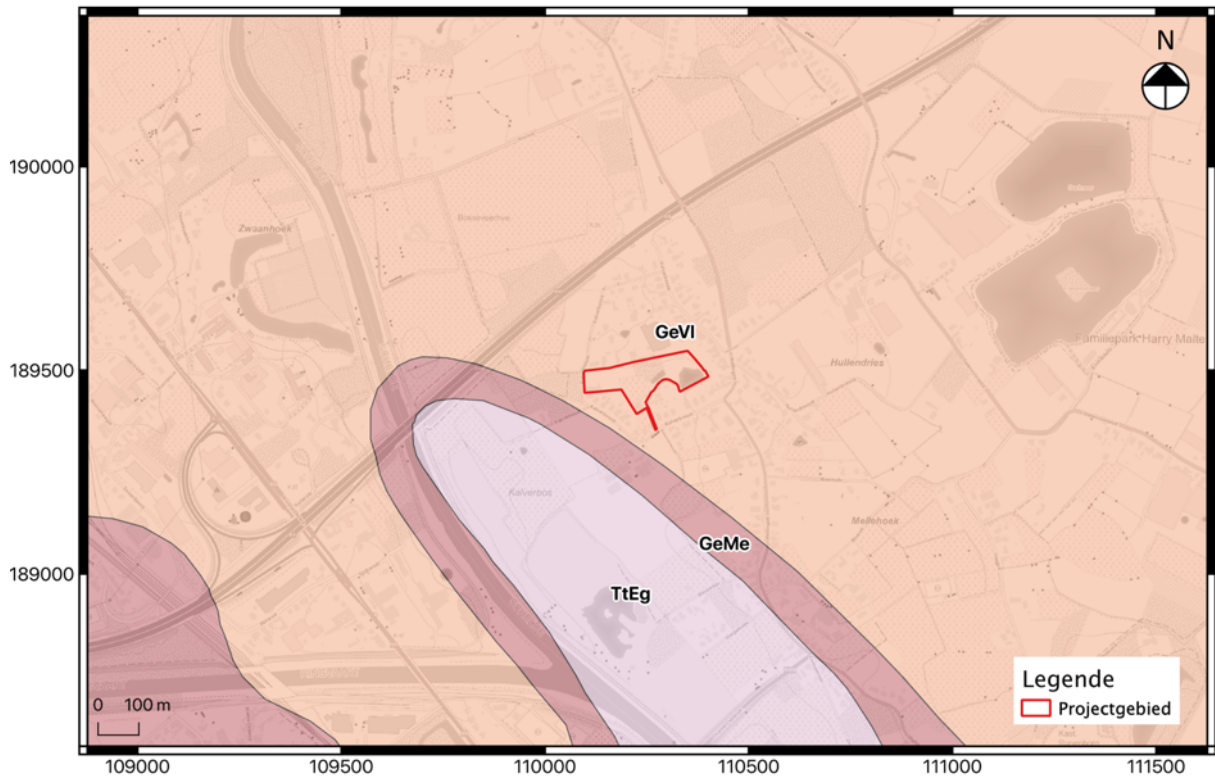 N
190000
Zwaanhoek
GeVl
189500
Hullendries
Familiepark Harry Malte
Kalverbos
GeMe
Mellehoek
189000
TtEg
Legende
Projectgebied
0 100 m
109000 109500 110000 110500 111000 111500